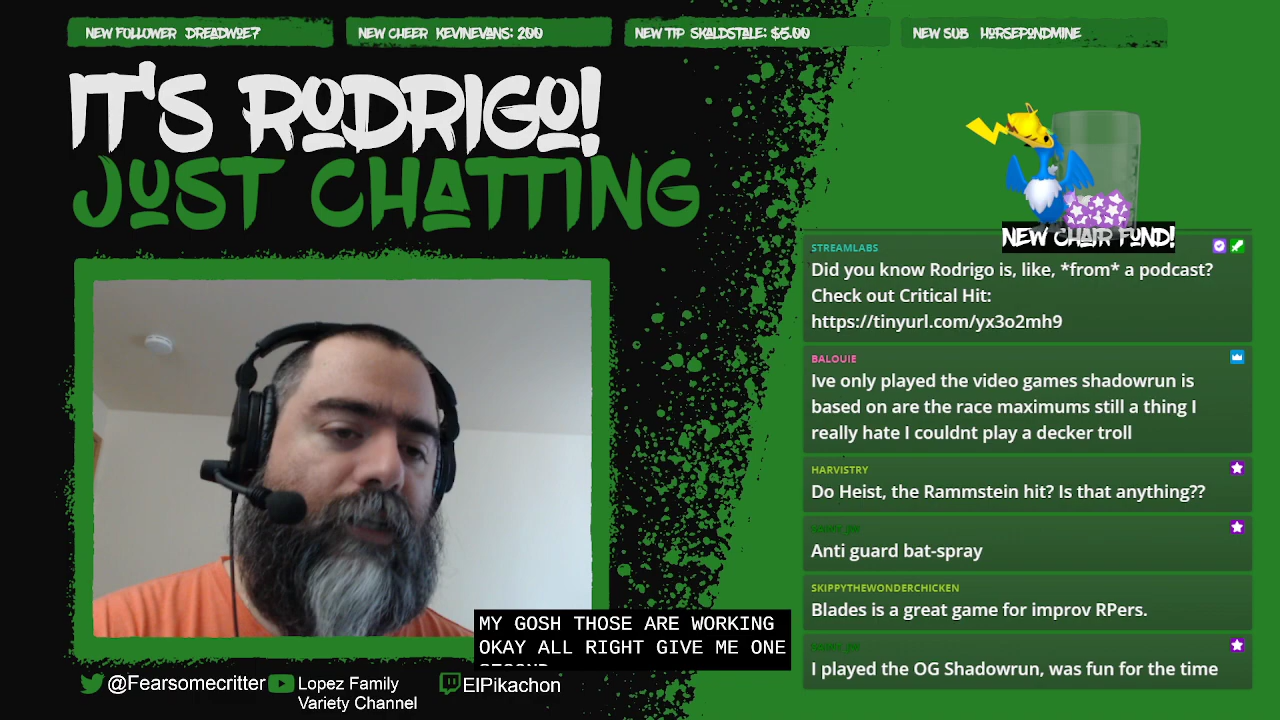 NEW FOLLOWER DREADWOE7
NEW CHEER KEVINEVANS: 200
NEW TIP SKALDSTALE: $5.00
NEW SUB HORSEPONDMINE
IT'S RODRIGO!
JUST CHATTING
NEW CHAIR FUND!
STREAMLABS
Did you know Rodrigo is, like, *from* a podcast?
Check out Critical Hit:
https://tinyurl.com/yx3o2mh9
BALOUIE
Ive only played the video games shadowrun is
based on are the race maximums still a thing I
really hate I couldnt play a decker troll
HARVISTRY
Do Heist, the Rammstein hit? Is that anything??
Anti guard bat-spray
SKIPPYTHEWONDERCHICKEN
Blades is a great game for improv RPers.
I played the OG Shadowrun, was fun for the time
MY GOSH THOSE ARE WORKING
OKAY ALL RIGHT GIVE ME ONE
@Fearsomecritter
Lopez Family
Variety Channel
ElPikachon